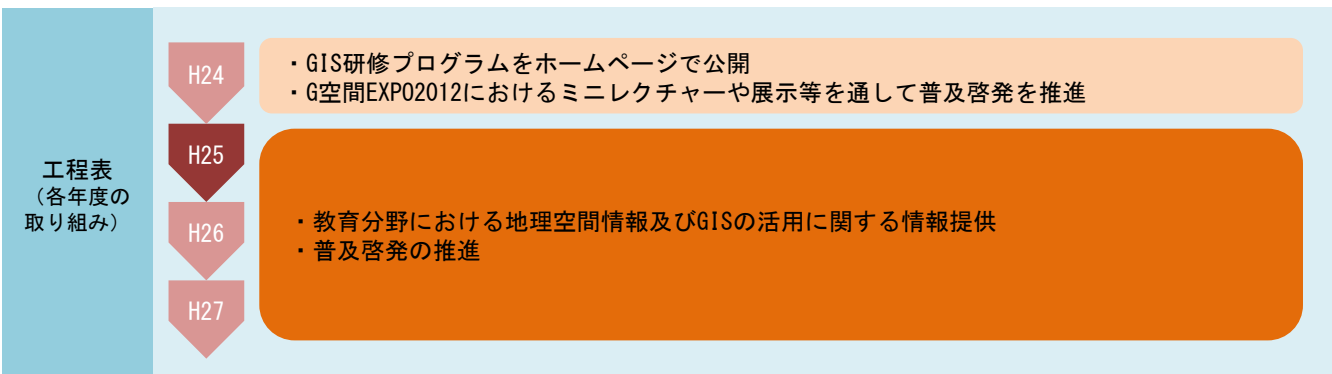 工程表
(各年度の
取り組み)
H24
・GIS研修プログラムをホームページで公開
・G空間EXPO2012におけるミニレクチャーや展示等を通して普及啓発を推進
H25
H26
H27
・教育分野における地理空間情報及びGISの活用に関する情報提供
・普及啓発の推進